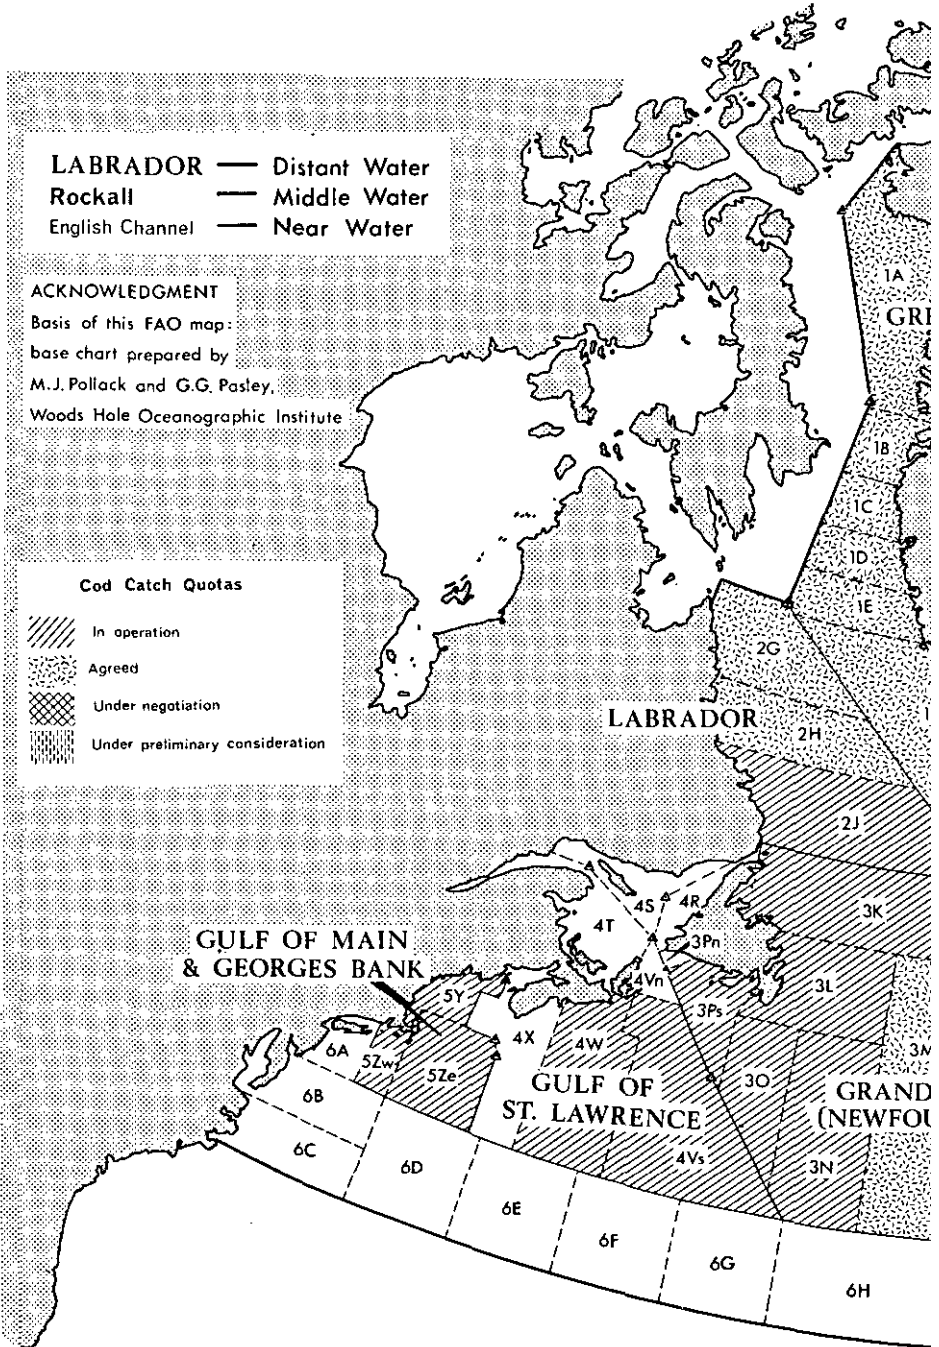 LABRADOR — Distant Water
Rockall — Middle Water
English Channel — Near Water
ACKNOWLEDGMENT
Basis of this FAO map:
base chart prepared by
M.J. Pollack and G.G. Pasley,
Woods Hole Oceanographic Institute
Cod Catch Quotas
In operation
Agreed
Under negotiation
Under preliminary consideration
1A
GRE
1B
1C
1D
1E
2G
1
LABRADOR
2H
2J
3K
4S
4R
4T
3Pn
GULF OF MAIN
& GEORGES BANK
4Vn
3L
5Y
3Ps
4X
4W
3M
6A
5Zw
5Ze
3O
GULF OF
ST. LAWRENCE
GRAND
(NEWFOU
6B
6C
6D
4Vs
3N
6E
6F
6G
6H